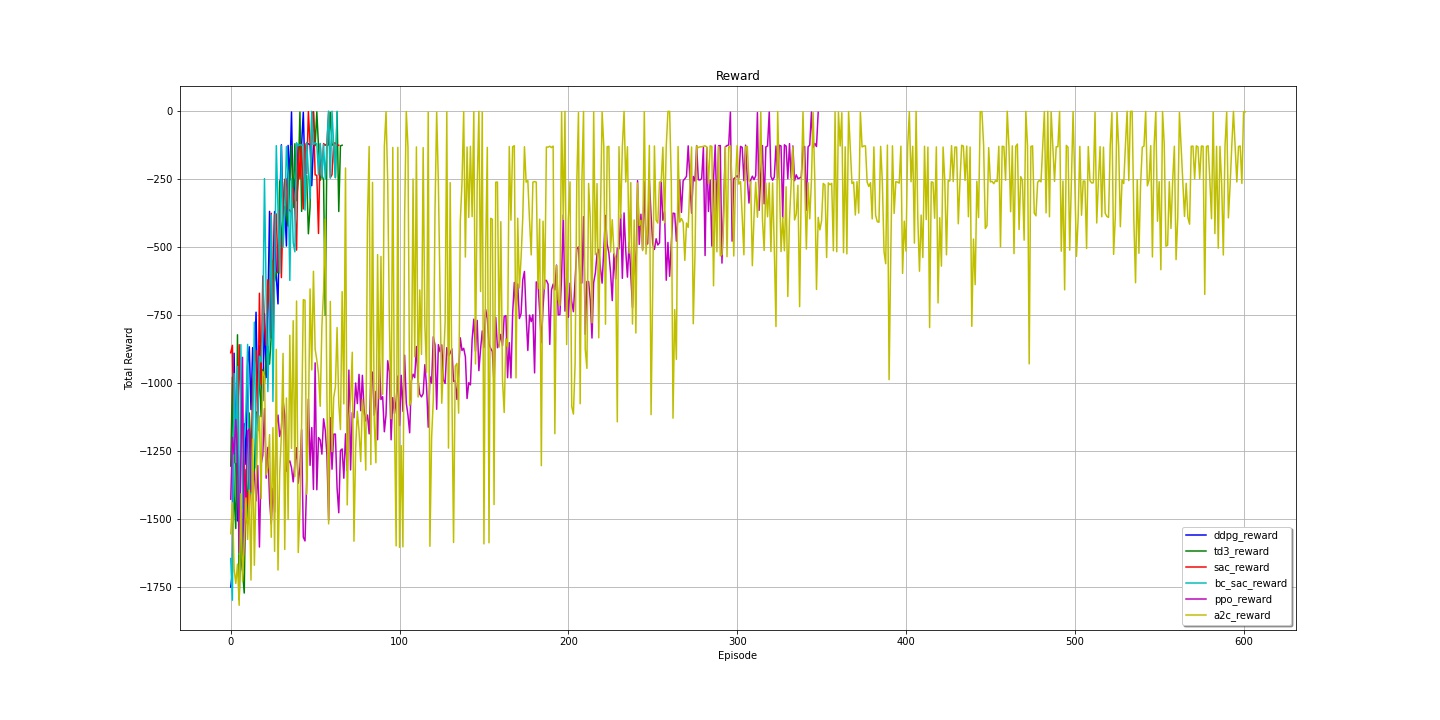 Reward
Total Reward
0
−250
−500
−750
−1000
−1250
−1500
−1750
0
100
200
300
400
500
600
Episode
ddpg_reward
td3_reward
sac_reward
bc_sac_reward
ppo_reward
a2c_reward